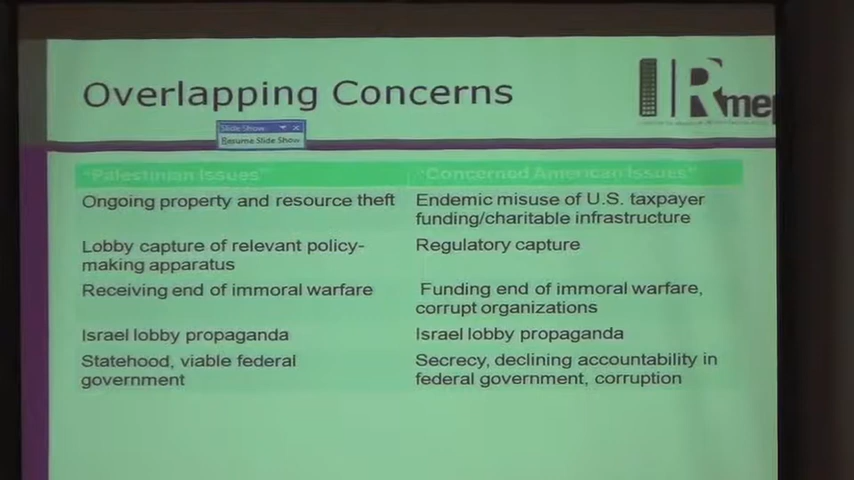 Overlapping Concerns
IRmep
Slide Show
Resume Slide Show
"Palestinian Issues"
"Concerned American Issues"
Ongoing property and resource theft
Endemic misuse of U.S. taxpayer
funding/charitable infrastructure
Lobby capture of relevant policy-
making apparatus
Regulatory capture
Receiving end of immoral warfare
Funding end of immoral warfare,
corrupt organizations
Israel lobby propaganda
Israel lobby propaganda
Statehood, viable federal
government
Secrecy, declining accountability in
federal government, corruption